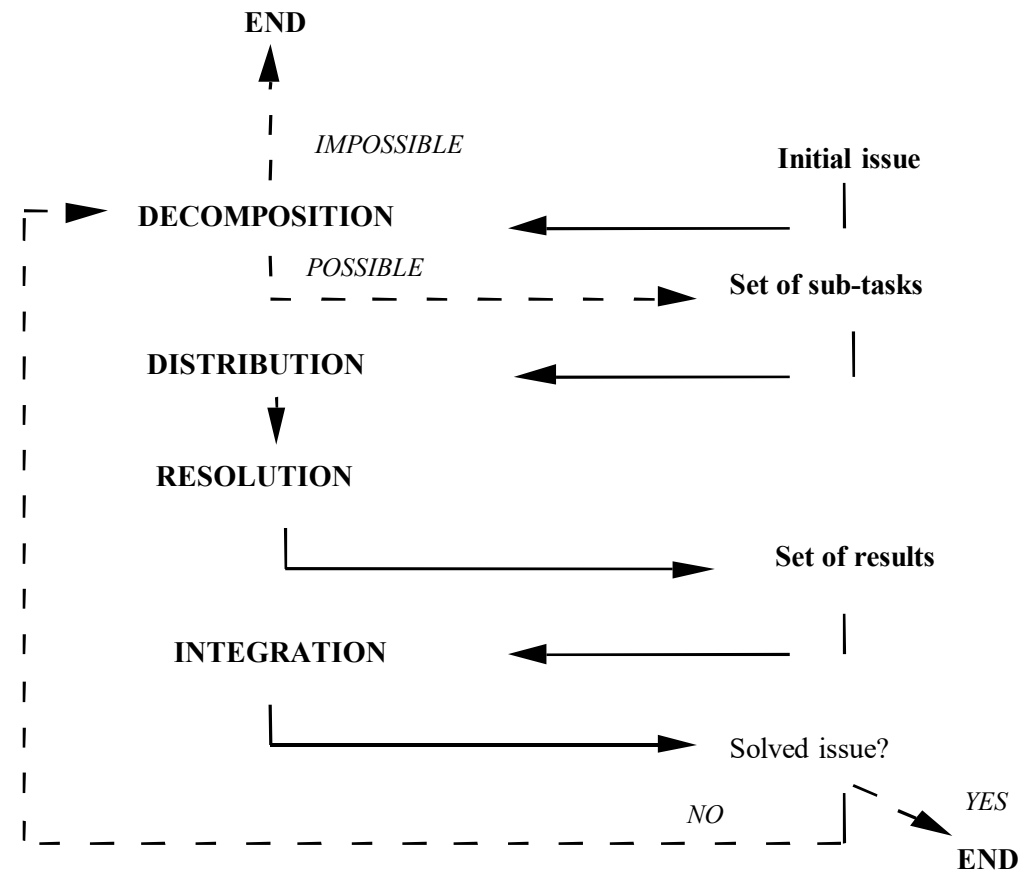 END
IMPOSSIBLE
Initial issue
DECOMPOSITION
POSSIBLE
Set of sub-tasks
DISTRIBUTION
RESOLUTION
Set of results
INTEGRATION
Solved issue?
NO
YES
END